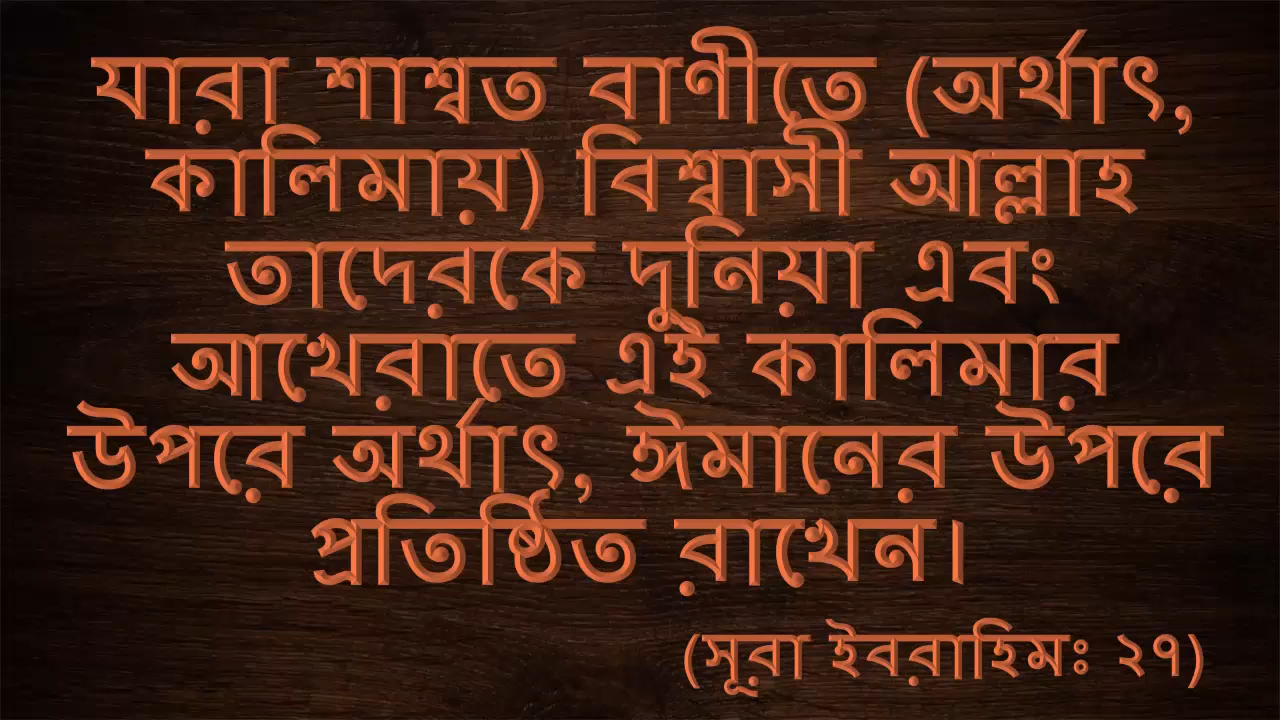 যারা শাশ্বত বাণীতে (অর্থাৎ,
কালিমায়) বিশ্বাসী আল্লাহ
তাদেরকে দুনিয়া এবং
আখেরাতে এই কালিমার
উপরে অর্থাৎ, ঈমানের উপরে
প্রতিষ্ঠিত রাখেন।
(সূরা ইবরাহিমঃ ২৭)